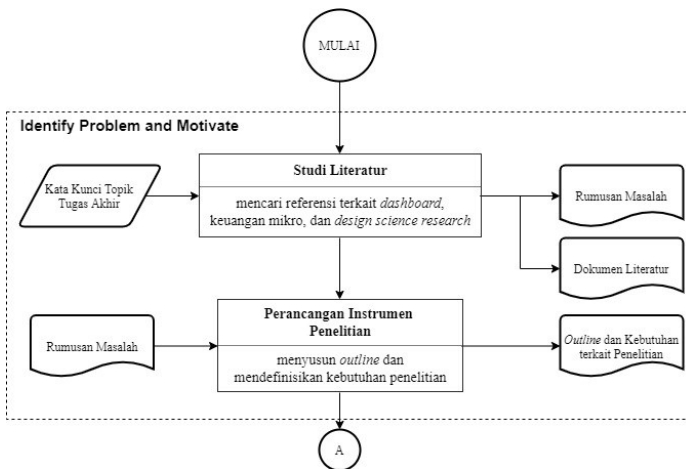 MULAI
Identify Problem and Motivate
Kata Kunci Topik
Tugas Akhir
Studi Literatur
mencari referensi terkait dashboard,
keuangan mikro, dan design science research
Rumusan Masalah
Dokumen Literatur
Rumusan Masalah
Perancangan Instrumen
Penelitian
menyusun outline dan
mendefinisikan kebutuhan penelitian
Outline dan Kebutuhan
terkait Penelitian
A